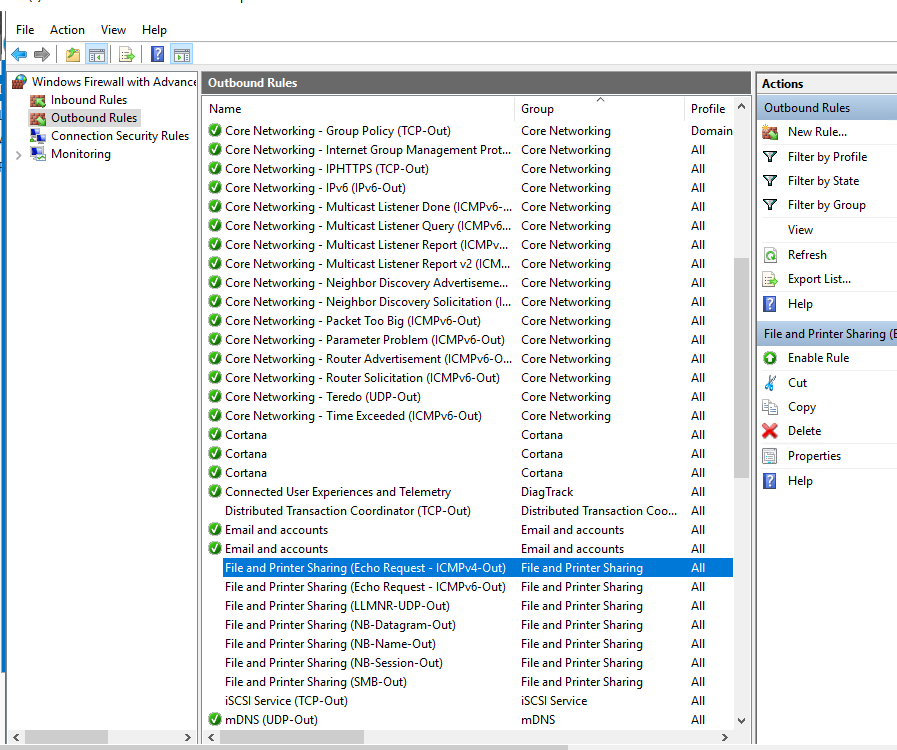 File Action View Help
Windows Firewall with Advance
Inbound Rules
Outbound Rules
Connection Security Rules
Monitoring
Outbound Rules
Name Group Profile
Core Networking - Group Policy (TCP-Out) Core Networking Domain
Core Networking - Internet Group Management Prot... Core Networking All
Core Networking - IPHTTPS (TCP-Out) Core Networking All
Core Networking - IPv6 (IPv6-Out) Core Networking All
Core Networking - Multicast Listener Done (ICMPv6-... Core Networking All
Core Networking - Multicast Listener Query (ICMPv6... Core Networking All
Core Networking - Multicast Listener Report (ICMPv... Core Networking All
Core Networking - Multicast Listener Report v2 (ICM... Core Networking All
Core Networking - Neighbor Discovery Advertiseme... Core Networking All
Core Networking - Neighbor Discovery Solicitation (I... Core Networking All
Core Networking - Packet Too Big (ICMPv6-Out) Core Networking All
Core Networking - Parameter Problem (ICMPv6-Out) Core Networking All
Core Networking - Router Advertisement (ICMPv6-O... Core Networking All
Core Networking - Router Solicitation (ICMPv6-Out) Core Networking All
Core Networking - Teredo (UDP-Out) Core Networking All
Core Networking - Time Exceeded (ICMPv6-Out) Core Networking All
Cortana Cortana All
Cortana Cortana All
Cortana Cortana All
Connected User Experiences and Telemetry DiagTrack All
Distributed Transaction Coordinator (TCP-Out) Distributed Transaction Coo... All
Email and accounts Email and accounts All
Email and accounts Email and accounts All
File and Printer Sharing (Echo Request - ICMPv4-Out) File and Printer Sharing All
File and Printer Sharing (Echo Request - ICMPv6-Out) File and Printer Sharing All
File and Printer Sharing (LLMNR-UDP-Out) File and Printer Sharing All
File and Printer Sharing (NB-Datagram-Out) File and Printer Sharing All
File and Printer Sharing (NB-Name-Out) File and Printer Sharing All
File and Printer Sharing (NB-Session-Out) File and Printer Sharing All
File and Printer Sharing (SMB-Out) File and Printer Sharing All
iSCSI Service (TCP-Out) iSCSI Service All
mDNS (UDP-Out) mDNS All
Actions
Outbound Rules
New Rule...
Filter by Profile
Filter by State
Filter by Group
View
Refresh
Export List...
Help
File and Printer Sharing (E
Enable Rule
Cut
Copy
Delete
Properties
Help